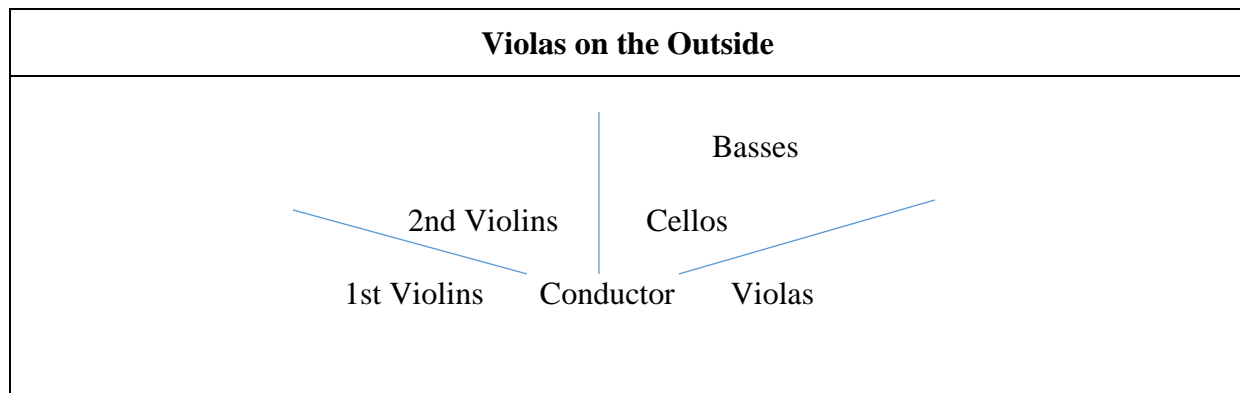 Violas on the Outside
Basses
2nd Violins Cellos
1st Violins Conductor Violas